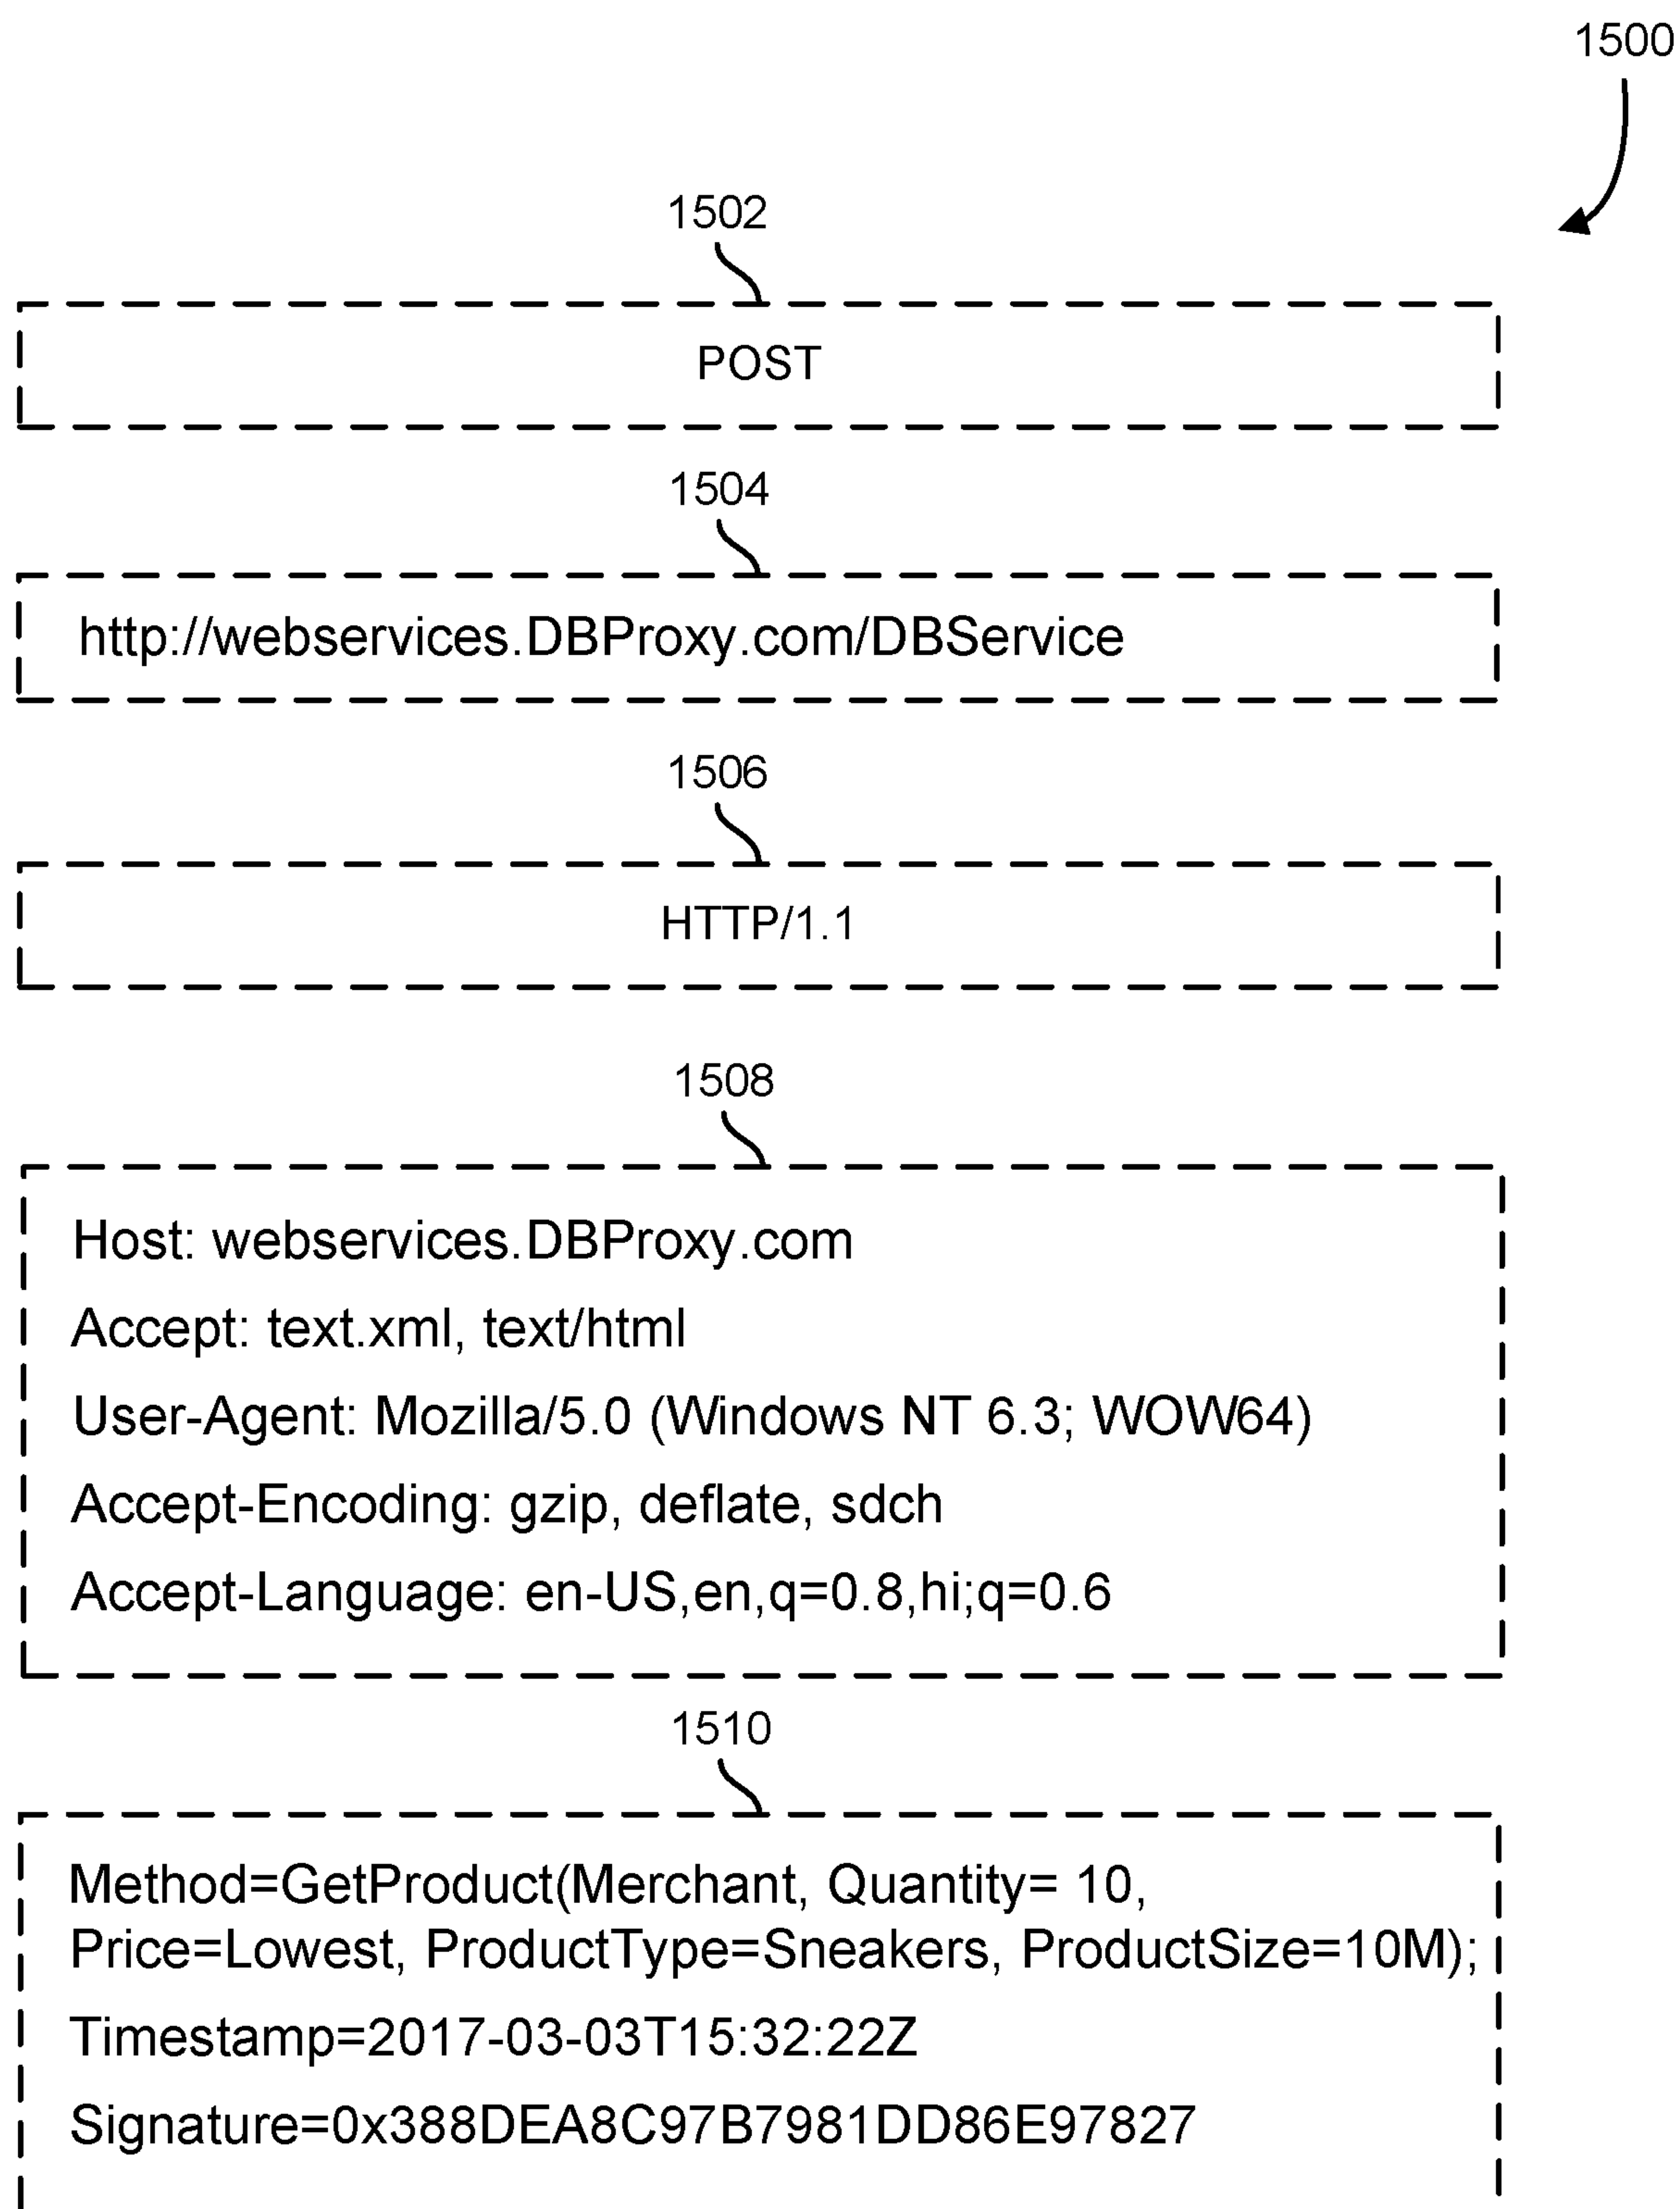 1500
1502
POST
1504
http://webservices.DBProxy.com/DBService
1506
HTTP/1.1
1508
Host: webservices.DBProxy.com
Accept: text.xml, text/html
User-Agent: Mozilla/5.0 (Windows NT 6.3; WOW64)
Accept-Encoding: gzip, deflate, sdch
Accept-Language: en-US,en,q=0.8,hi;q=0.6
1510
Method=GetProduct(Merchant, Quantity= 10,
Price=Lowest, ProductType=Sneakers, ProductSize=10M);
Timestamp=2017-03-03T15:32:22Z
Signature=0x388DEA8C97B7981DD86E97827